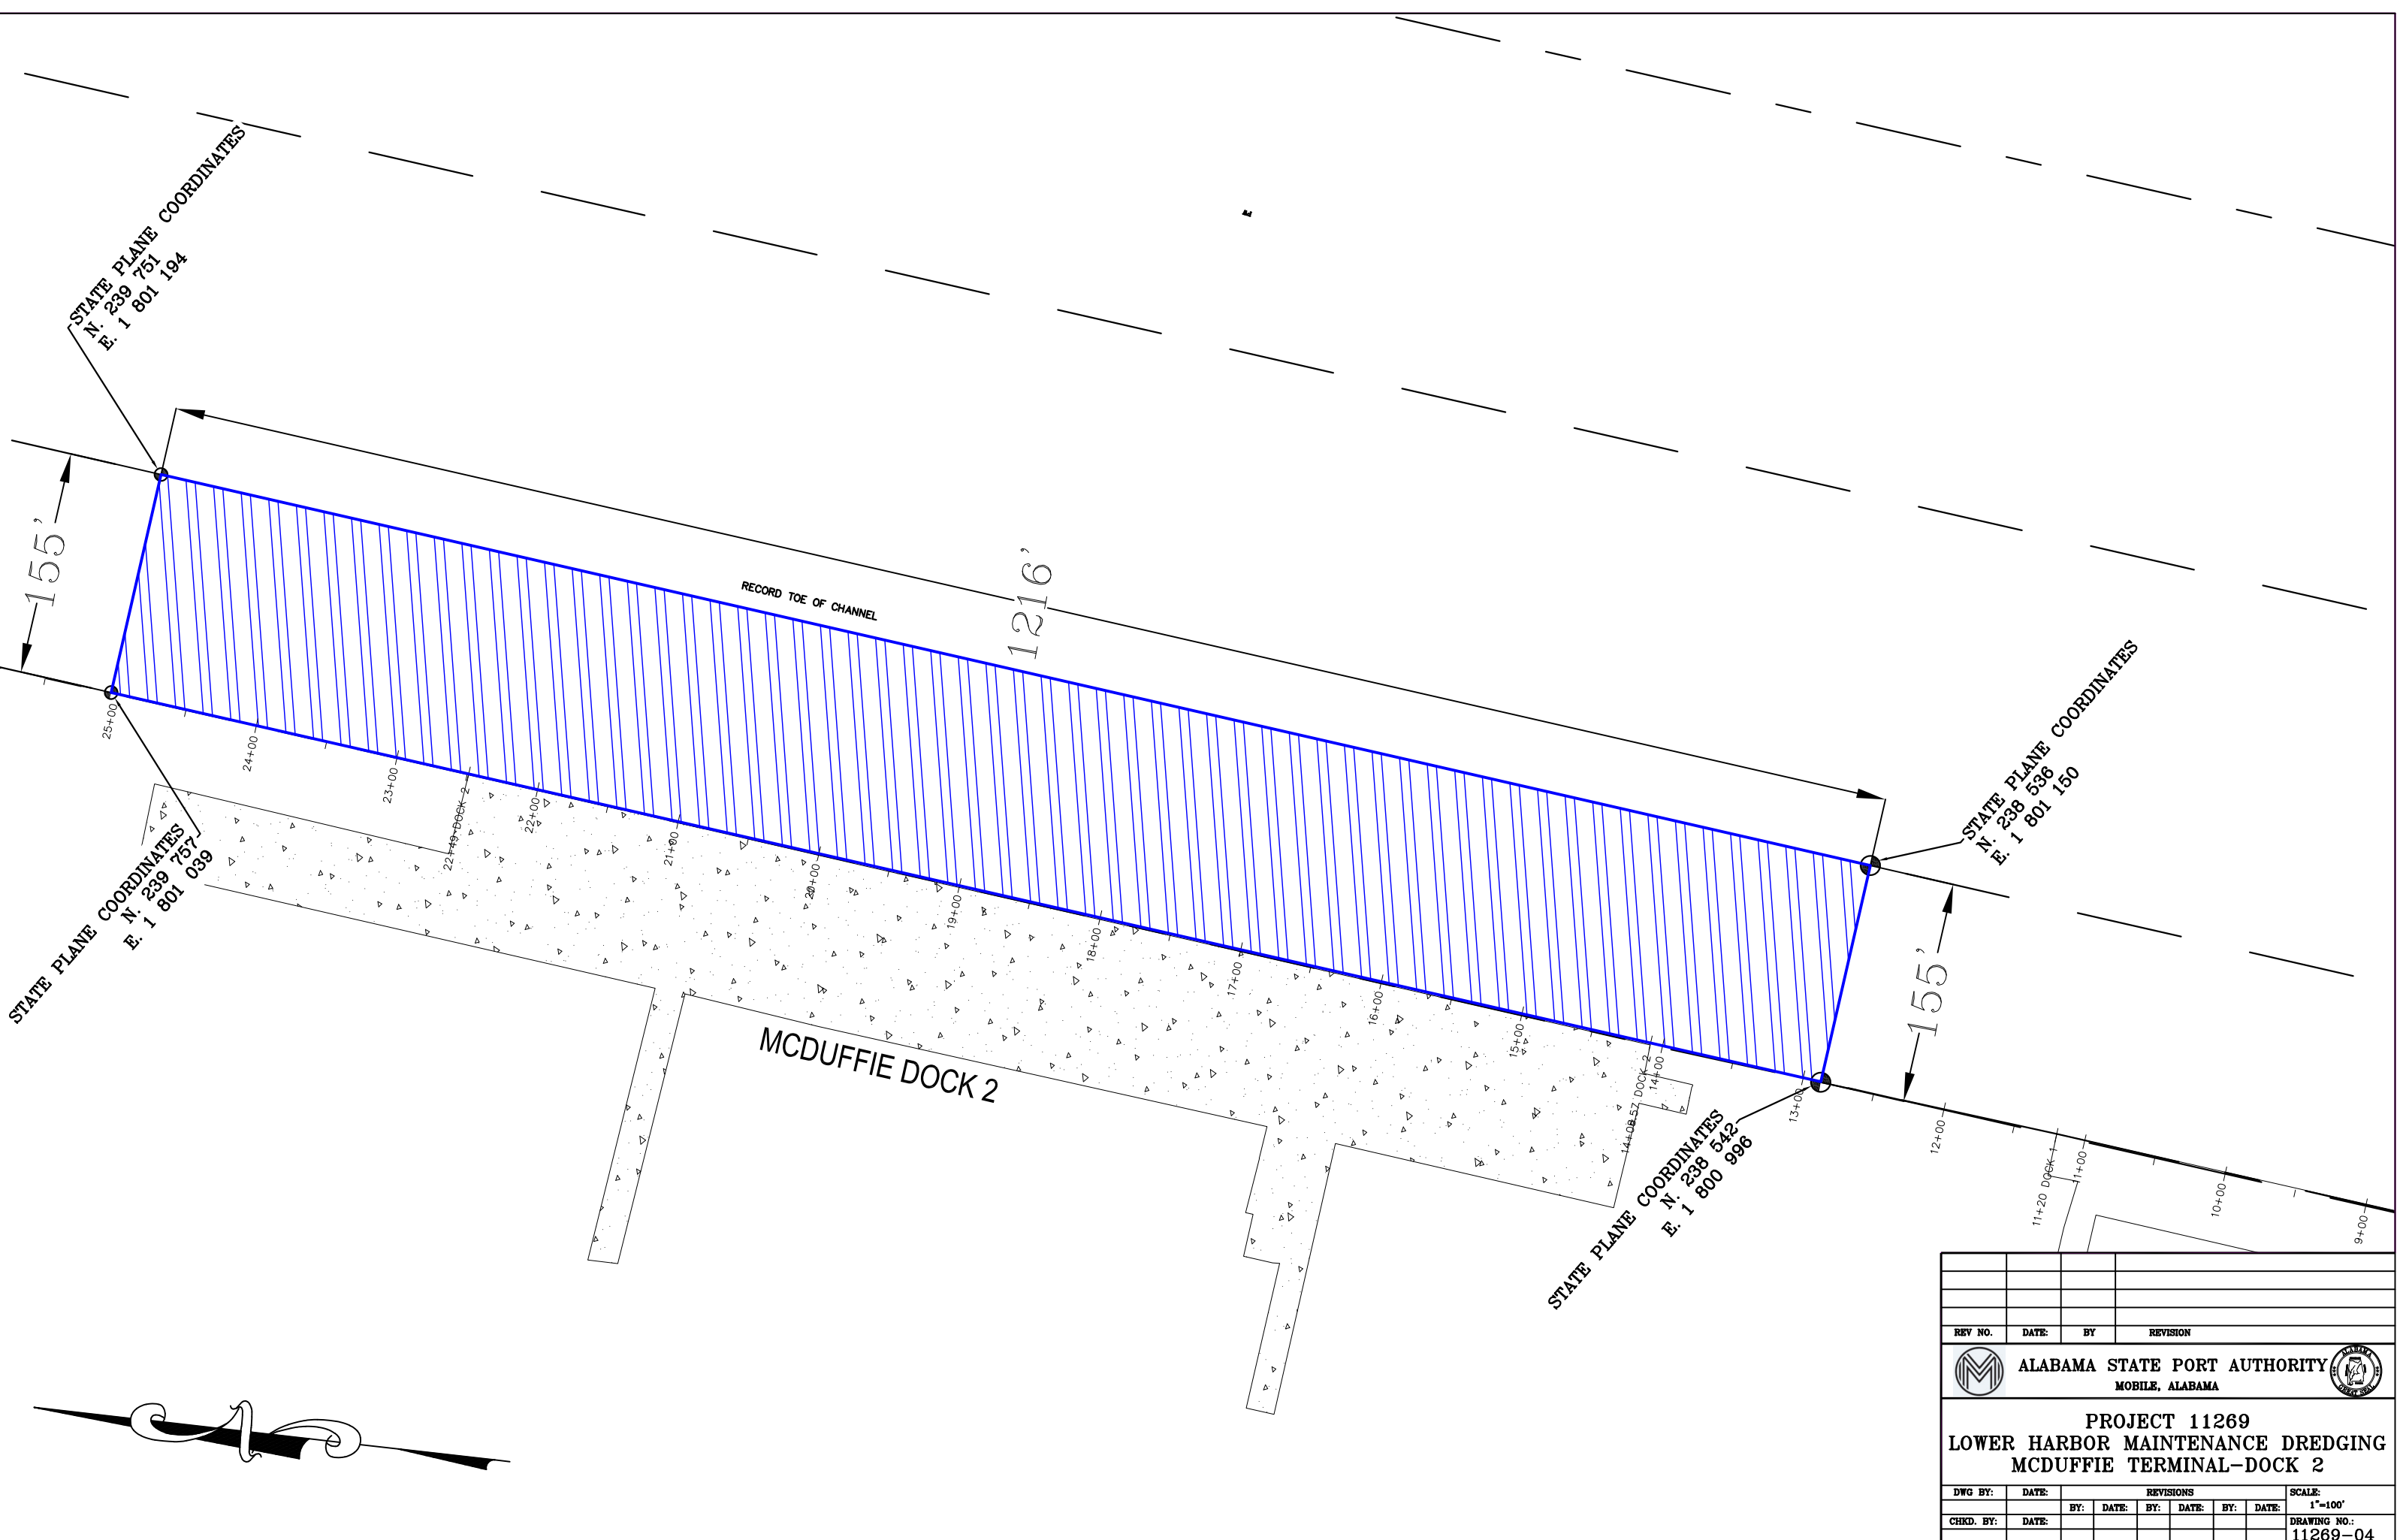 STATE PLANE COORDINATES
N. 239 751
E. 1 801 194
155'
1216'
RECORD TOE OF CHANNEL
STATE PLANE COORDINATES
N. 238 536
E. 1 801 150
155'
25+00
24+00
23+00
22+49 DOCK 2
22+00
21+00
20+00
19+00
18+00
17+00
16+00
15+00
14+00
13+00
12+00
11+20 DOCK 1
11+00
10+00
9+00
STATE PLANE COORDINATES
N. 239 757
E. 1 801 039
MCDUFFIE DOCK 2
STATE PLANE COORDINATES
N. 238 542
E. 1 800 996
REV NO. DATE: BY REVISION
ALABAMA STATE PORT AUTHORITY
MOBILE, ALABAMA
ALABAMA
GREAT SEAL
PROJECT 11269
LOWER HARBOR MAINTENANCE DREDGING
MCDUFFIE TERMINAL-DOCK 2
DWG BY: DATE: REVISIONS SCALE:
BY: DATE: BY: DATE: BY: DATE: 1"=100'
CHKD. BY: DATE: DRAWING NO.:
11269-04